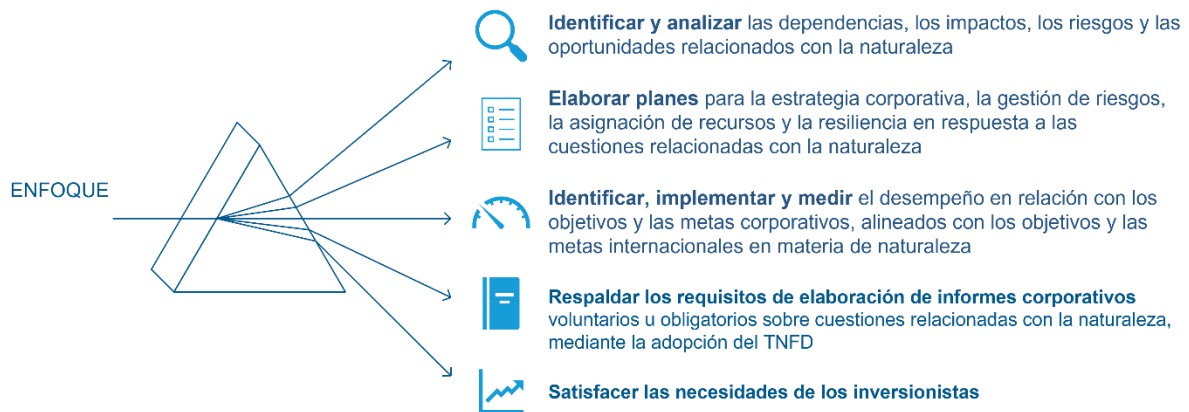 ENFOQUE
Identificar y analizar las dependencias, los impactos, los riesgos y las
oportunidades relacionados con la naturaleza
Elaborar planes para la estrategia corporativa, la gestión de riesgos,
la asignación de recursos y la resiliencia en respuesta a las
cuestiones relacionadas con la naturaleza
Identificar, implementar y medir el desempeño en relación con los
objetivos y las metas corporativos, alineados con los objetivos y las
metas internacionales en materia de naturaleza
Respaldar los requisitos de elaboración de informes corporativos
voluntarios u obligatorios sobre cuestiones relacionadas con la naturaleza,
mediante la adopción del TNFD
Satisfacer las necesidades de los inversionistas